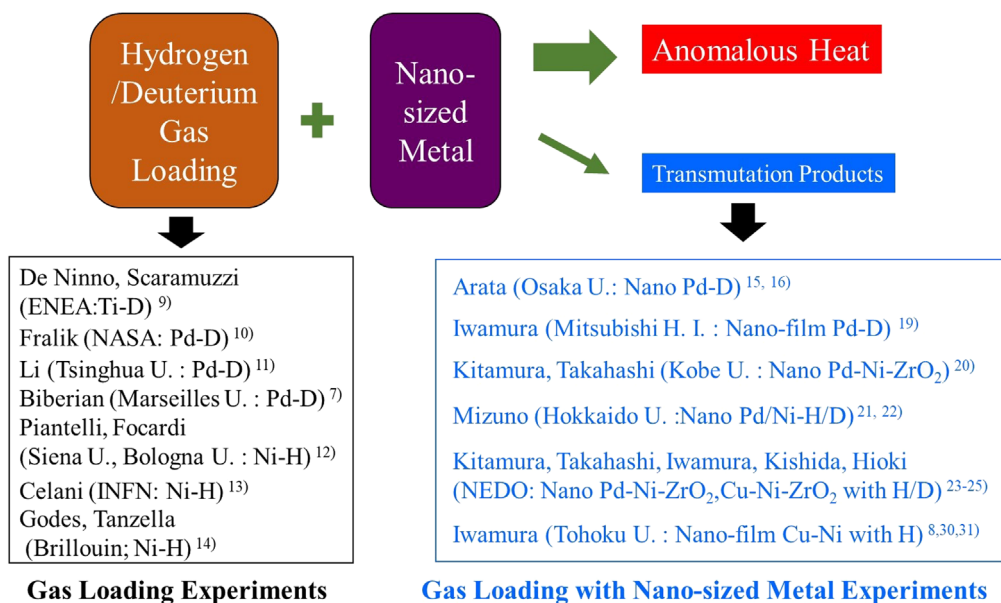 Hydrogen
/Deuterium
Gas
Loading
Nano-
sized
Metal
Anomalous Heat
Transmutation Products
De Ninno, Scaramuzzi
(ENEA:Ti-D) 9)
Fralik (NASA: Pd-D) 10)
Li (Tsinghua U. : Pd-D) 11)
Biberian (Marseilles U. : Pd-D) 7)
Piantelli, Focardi
(Siena U., Bologna U. : Ni-H) 12)
Celani (INFN: Ni-H) 13)
Godes, Tanzella
(Brillouin; Ni-H) 14)
Gas Loading Experiments
Arata (Osaka U.: Nano Pd-D) 15, 16)
Iwamura (Mitsubishi H. I. : Nano-film Pd-D) 19)
Kitamura, Takahashi (Kobe U. : Nano Pd-Ni-ZrO2) 20)
Mizuno (Hokkaido U. :Nano Pd/Ni-H/D) 21, 22)
Kitamura, Takahashi, Iwamura, Kishida, Hioki
(NEDO: Nano Pd-Ni-ZrO2,Cu-Ni-ZrO2 with H/D) 23-25)
Iwamura (Tohoku U. : Nano-film Cu-Ni with H) 8,30,31)
Gas Loading with Nano-sized Metal Experiments